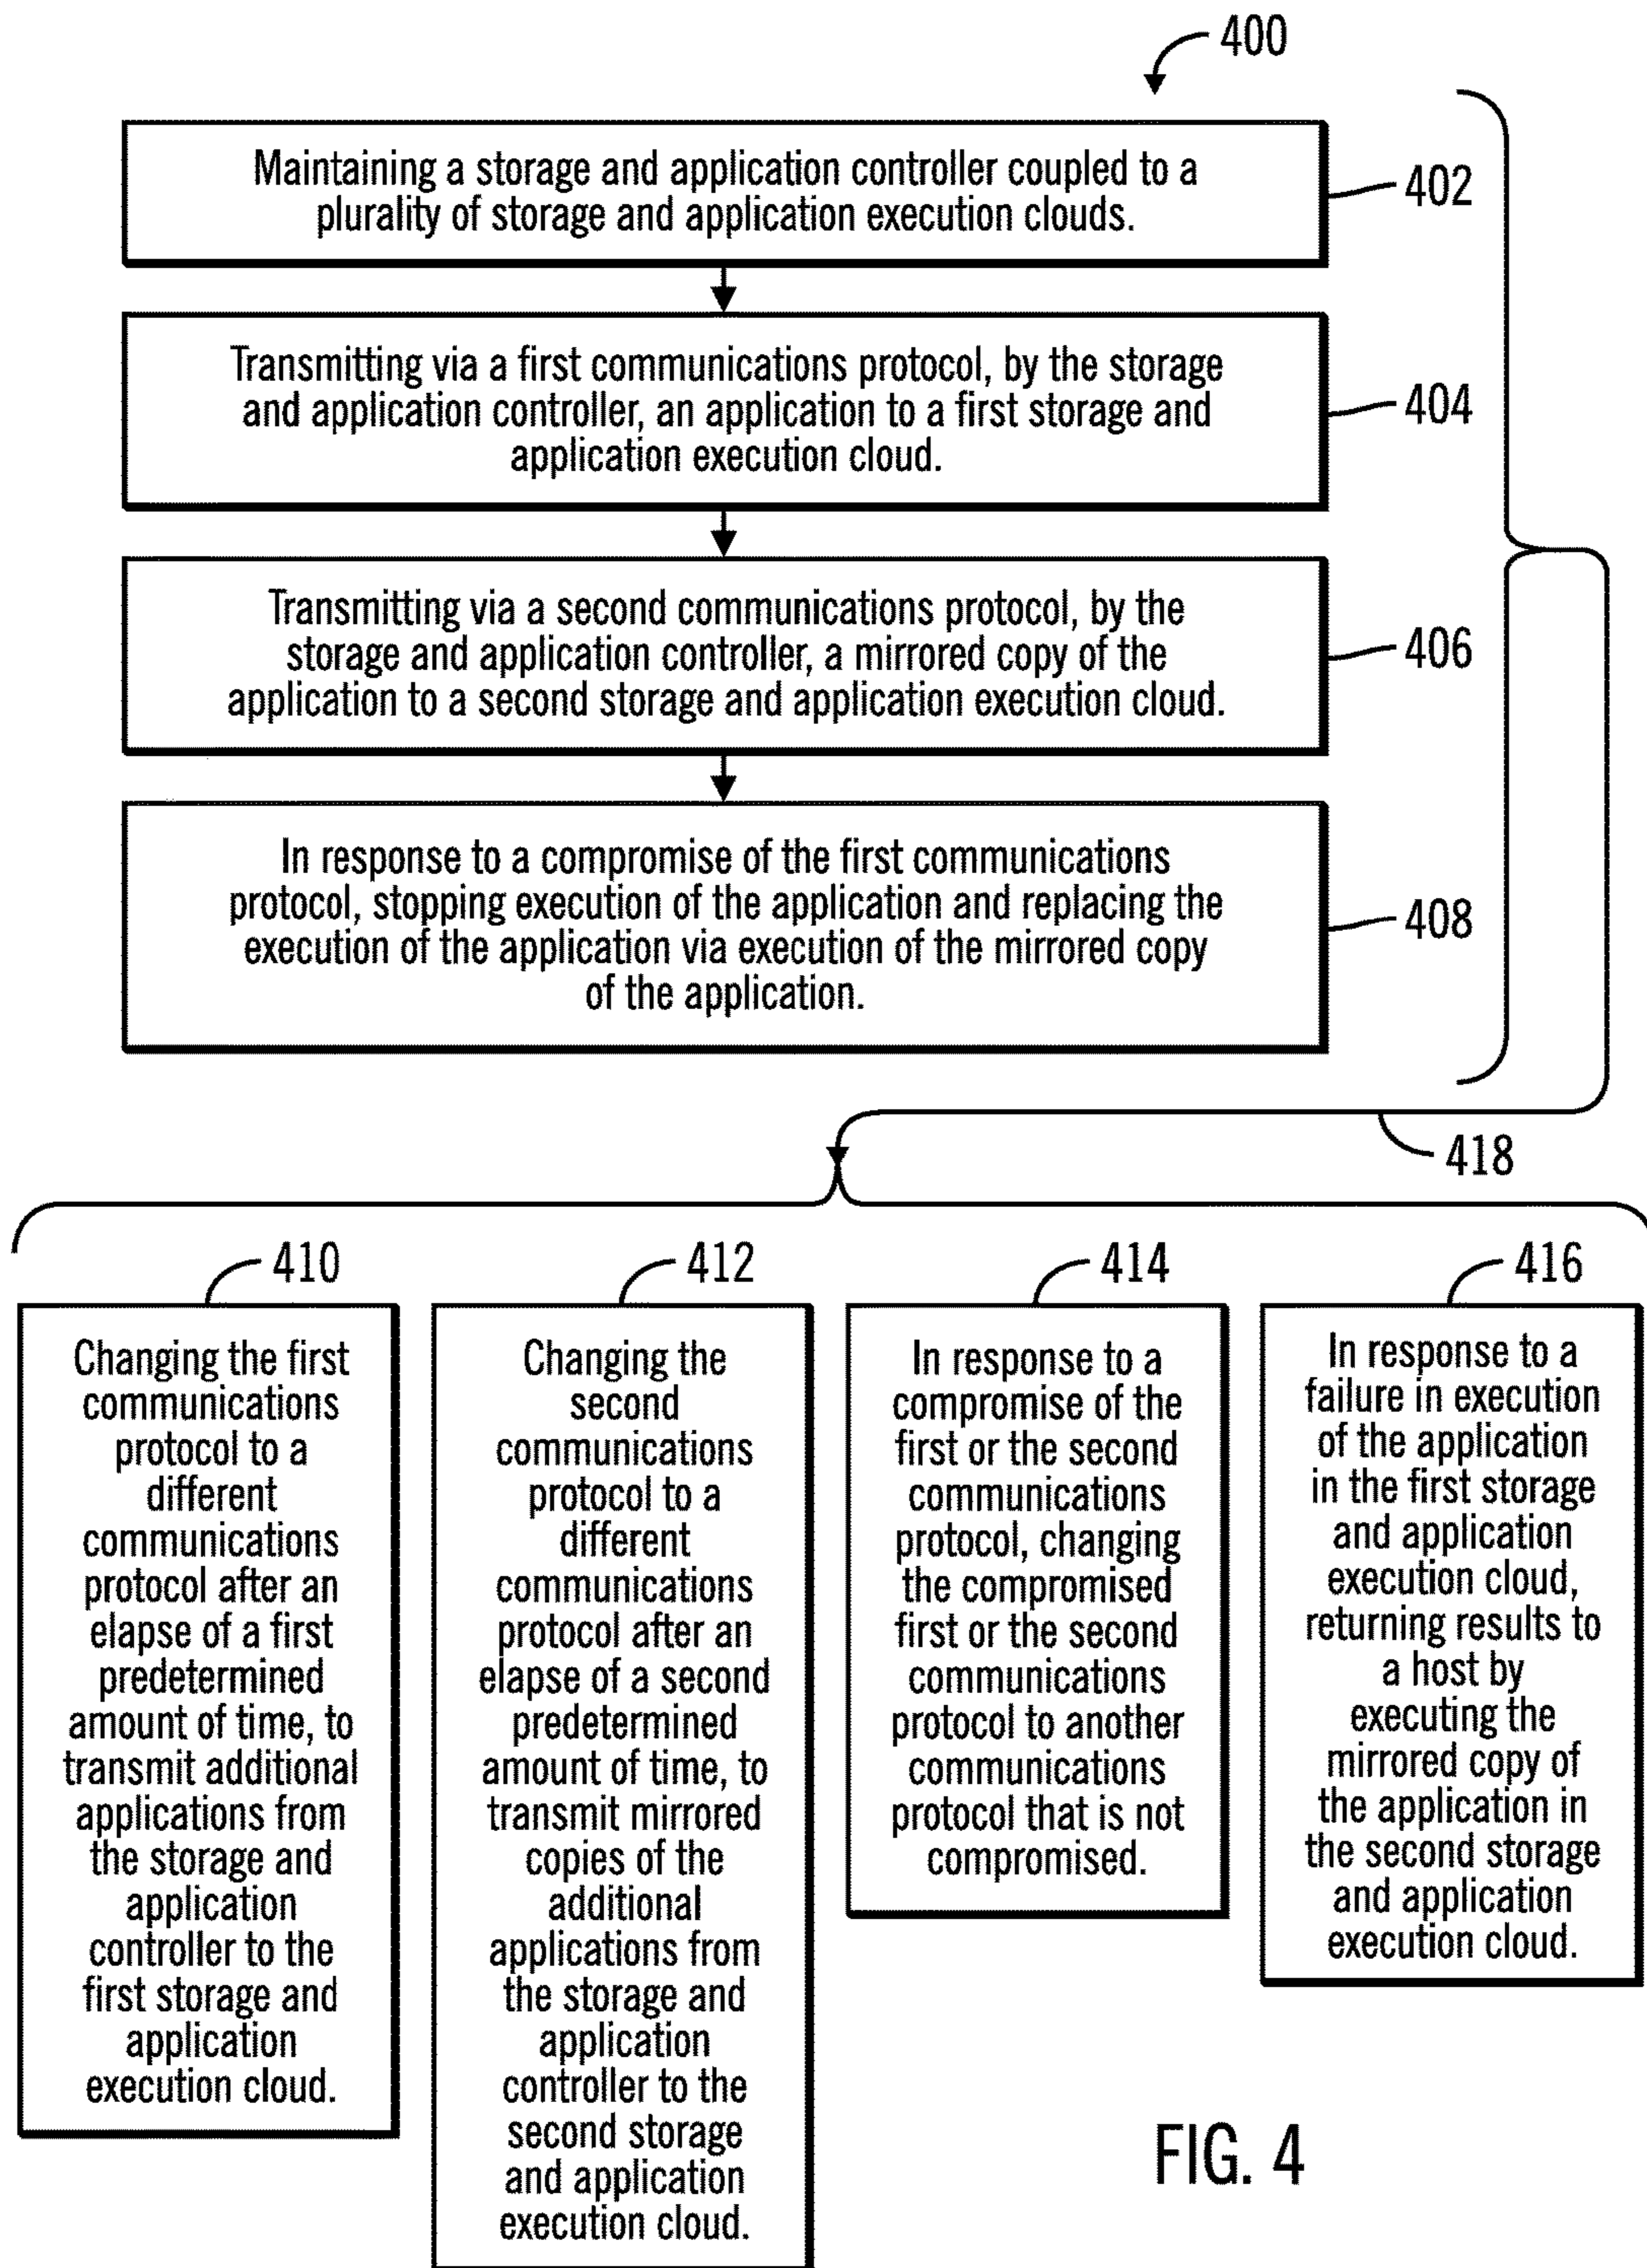 400
Maintaining a storage and application controller coupled to a
plurality of storage and application execution clouds.
402
Transmitting via a first communications protocol, by the storage
and application controller, an application to a first storage and
application execution cloud.
404
Transmitting via a second communications protocol, by the
storage and application controller, a mirrored copy of the
application to a second storage and application execution cloud.
406
In response to a compromise of the first communications
protocol, stopping execution of the application and replacing the
execution of the application via execution of the mirrored copy
of the application.
408
418
410
Changing the first
communications
protocol to a
different
communications
protocol after an
elapse of a first
predetermined
amount of time, to
transmit additional
applications from
the storage and
application
controller to the
first storage and
application
execution cloud.
412
Changing the
second
communications
protocol to a
different
communications
protocol after an
elapse of a second
predetermined
amount of time, to
transmit mirrored
copies of the
additional
applications from
the storage and
application
controller to the
second storage
and application
execution cloud.
414
In response to a
compromise of the
first or the second
communications
protocol, changing
the compromised
first or the second
communications
protocol to another
communications
protocol that is not
compromised.
416
In response to a
failure in execution
of the application
in the first storage
and application
execution cloud,
returning results to
a host by
executing the
mirrored copy of
the application in
the second storage
and application
execution cloud.
FIG. 4